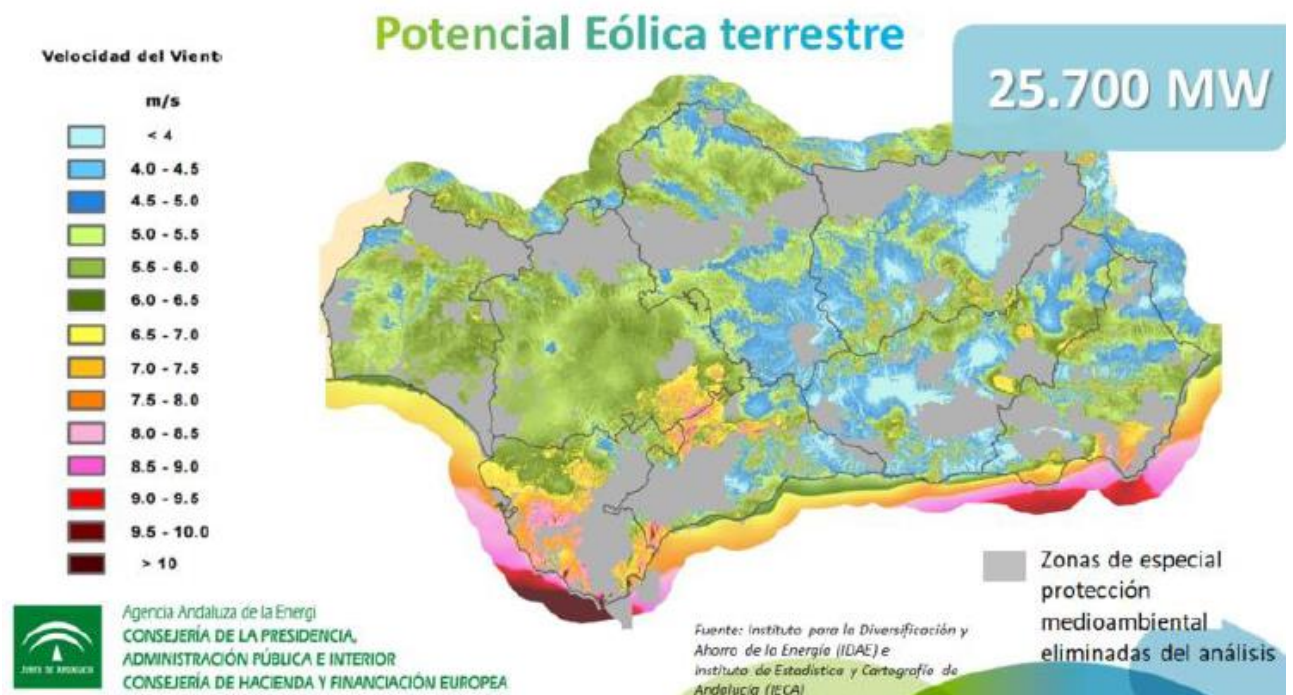 Potencial Eólica terrestre
25.700 MW
Velocidad del Vient
m/s
< 4
4.0 - 4.5
4.5 - 5.0
5.0 - 5.5
5.5 - 6.0
6.0 - 6.5
6.5 - 7.0
7.0 - 7.5
7.5 - 8.0
8.0 - 8.5
8.5 - 9.0
9.0 - 9.5
9.5 - 10.0
> 10
Zonas de especial
protección
medioambiental
eliminadas del análisis
JUNTA DE ANDALUCIA
Agencia Andaluza de la Energí
CONSEJERÍA DE LA PRESIDENCIA,
ADMINISTRACIÓN PÚBLICA E INTERIOR
CONSEJERÍA DE HACIENDA Y FINANCIACIÓN EUROPEA
Fuente: Instituto para la Diversificación y
Ahorro de la Energía (IDAE) e
Instituto de Estadística y Cartografía de
Andalucía (IECA)